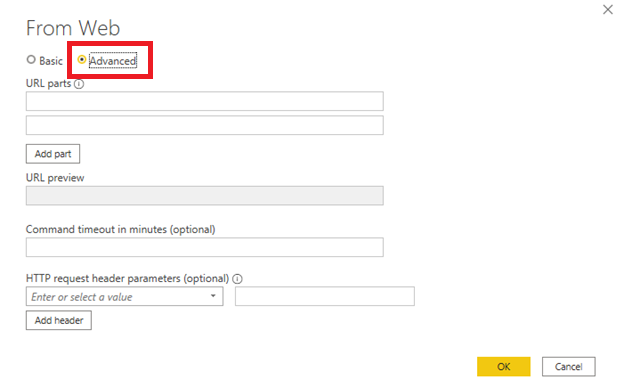 From Web
Basic Advanced
URL parts
Add part
URL preview
Command timeout in minutes (optional)
HTTP request header parameters (optional)
Enter or select a value
Add header
OK Cancel